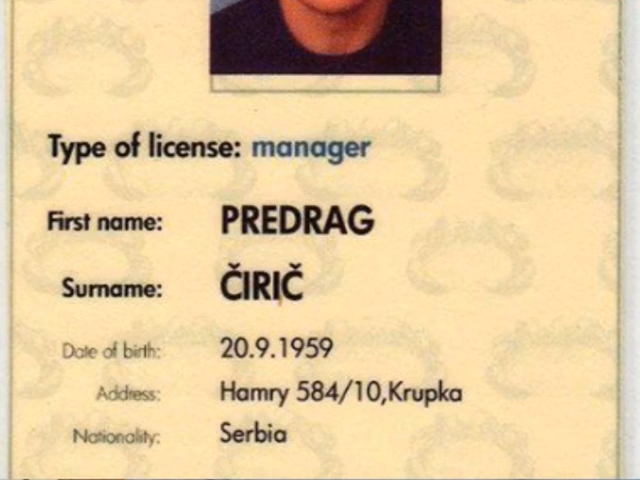 Type of license: manager
First name: PREDRAG
Surname: ČIRIČ
Date of birth: 20.9.1959
Address: Hamry 584/10,Krupka
Nationality: Serbia